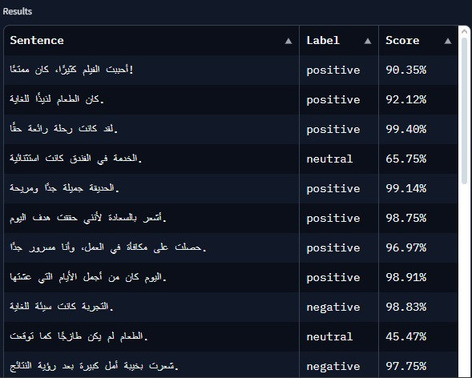 Results
Sentence Label Score
أحببت الفيلم كثيرًا، كان ممتعًا! positive 90.35%
كان الطعام لذيذًا للغاية. positive 92.12%
لقد كانت رحلة رائعة حقًا. positive 99.40%
الخدمة في الفندق كانت استثنائية. neutral 65.75%
الحديقة جميلة جدًا ومريحة. positive 99.14%
أشعر بالسعادة لأنني حققت هدف اليوم. positive 98.75%
حصلت على مكافأة في العمل، وأنا مسرور جدًا. positive 96.97%
اليوم كان من أجمل الأيام التي عشتها. positive 98.91%
التجربة كانت سيئة للغاية. negative 98.83%
الطعام لم يكن طازجًا كما توقعت. neutral 45.47%
شعرت بخيبة أمل كبيرة بعد رؤية النتائج. negative 97.75%